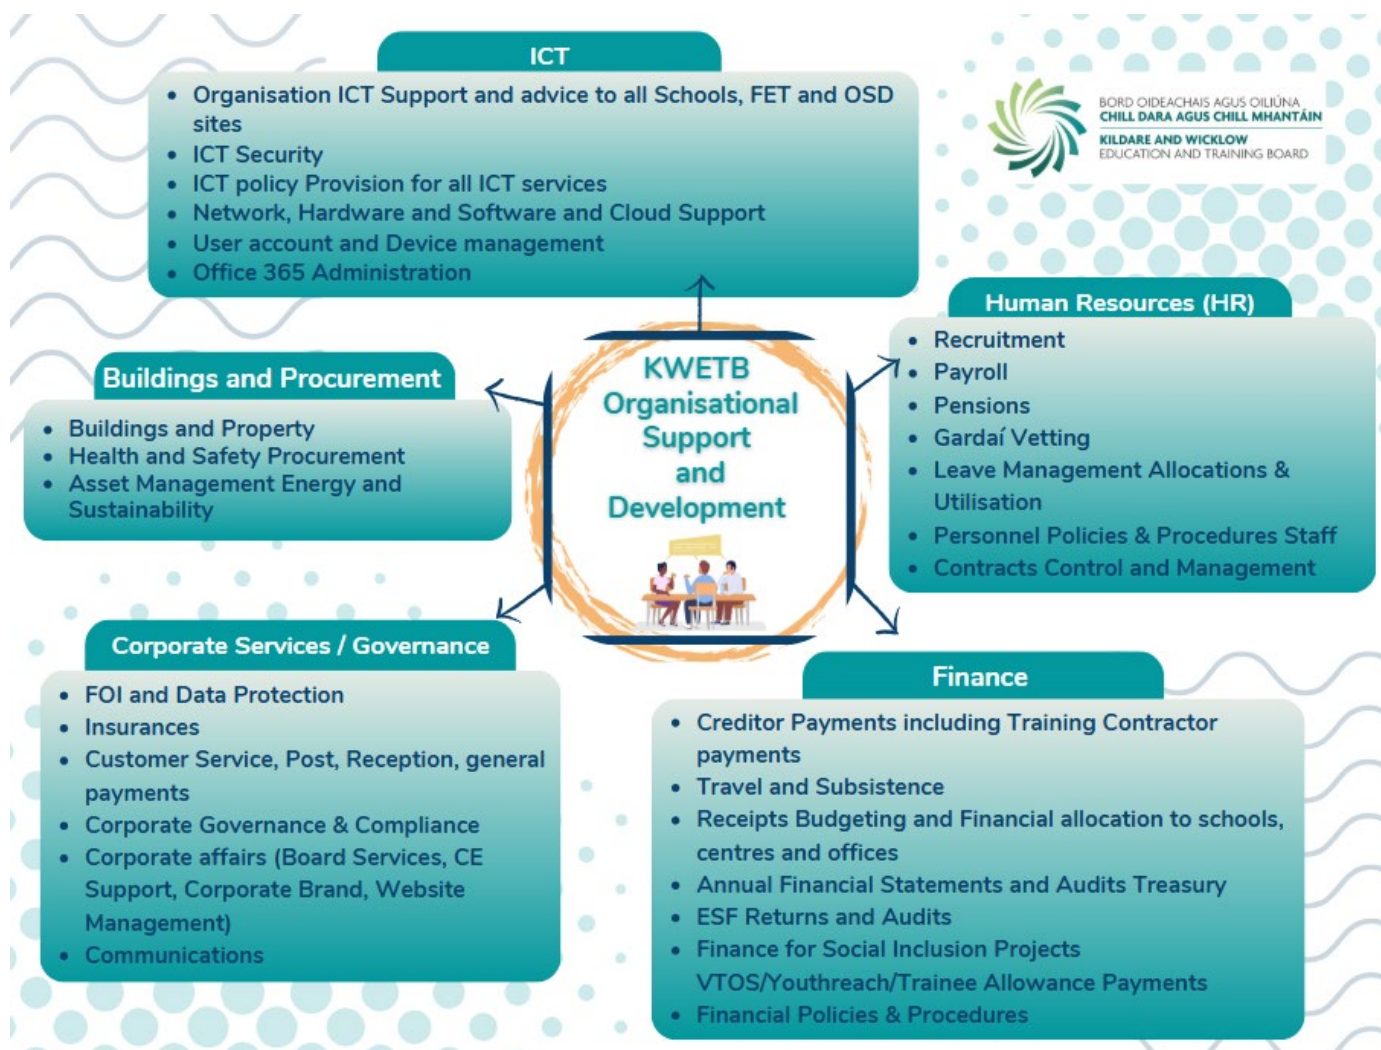 ICT
• Organisation ICT Support and advice to all Schools, FET and OSD
sites
• ICT Security
• ICT policy Provision for all ICT services
• Network, Hardware and Software and Cloud Support
• User account and Device management
• Office 365 Administration
BORD OIDEACHAIS AGUS OILIÚNA
CHILL DARA AGUS CHILL MHANTÁIN
KILDARE AND WICKLOW
EDUCATION AND TRAINING BOARD
KWETB
Organisational
Support
and
Development
Human Resources (HR)
• Recruitment
• Payroll
• Pensions
• Gardaí Vetting
• Leave Management Allocations &
Utilisation
• Personnel Policies & Procedures Staff
• Contracts Control and Management
Buildings and Procurement
• Buildings and Property
• Health and Safety Procurement
• Asset Management Energy and
Sustainability
Corporate Services / Governance
• FOI and Data Protection
• Insurances
• Customer Service, Post, Reception, general
payments
• Corporate Governance & Compliance
• Corporate affairs (Board Services, CE
Support, Corporate Brand, Website
Management)
• Communications
Finance
• Creditor Payments including Training Contractor
payments
• Travel and Subsistence
• Receipts Budgeting and Financial allocation to schools,
centres and offices
• Annual Financial Statements and Audits Treasury
• ESF Returns and Audits
• Finance for Social Inclusion Projects
VTOS/Youthreach/Trainee Allowance Payments
• Financial Policies & Procedures